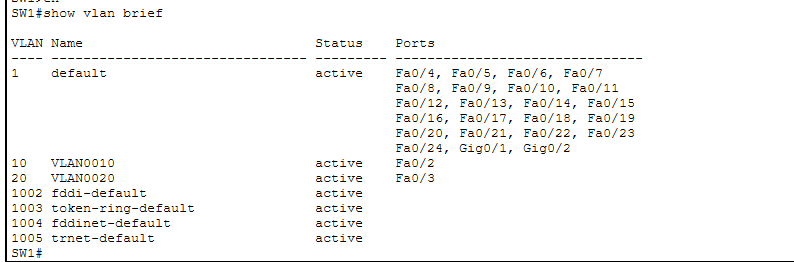 SW1#show vlan brief
VLAN Name                             Status    Ports
---- -------------------------------- --------- -------------------------------
1    default                          active    Fa0/4, Fa0/5, Fa0/6, Fa0/7
                                                Fa0/8, Fa0/9, Fa0/10, Fa0/11
                                                Fa0/12, Fa0/13, Fa0/14, Fa0/15
                                                Fa0/16, Fa0/17, Fa0/18, Fa0/19
                                                Fa0/20, Fa0/21, Fa0/22, Fa0/23
                                                Fa0/24, Gig0/1, Gig0/2
10   VLAN0010                         active    Fa0/2
20   VLAN0020                         active    Fa0/3
1002 fddi-default                     active
1003 token-ring-default               active
1004 fddinet-default                  active
1005 trnet-default                    active
SW1#